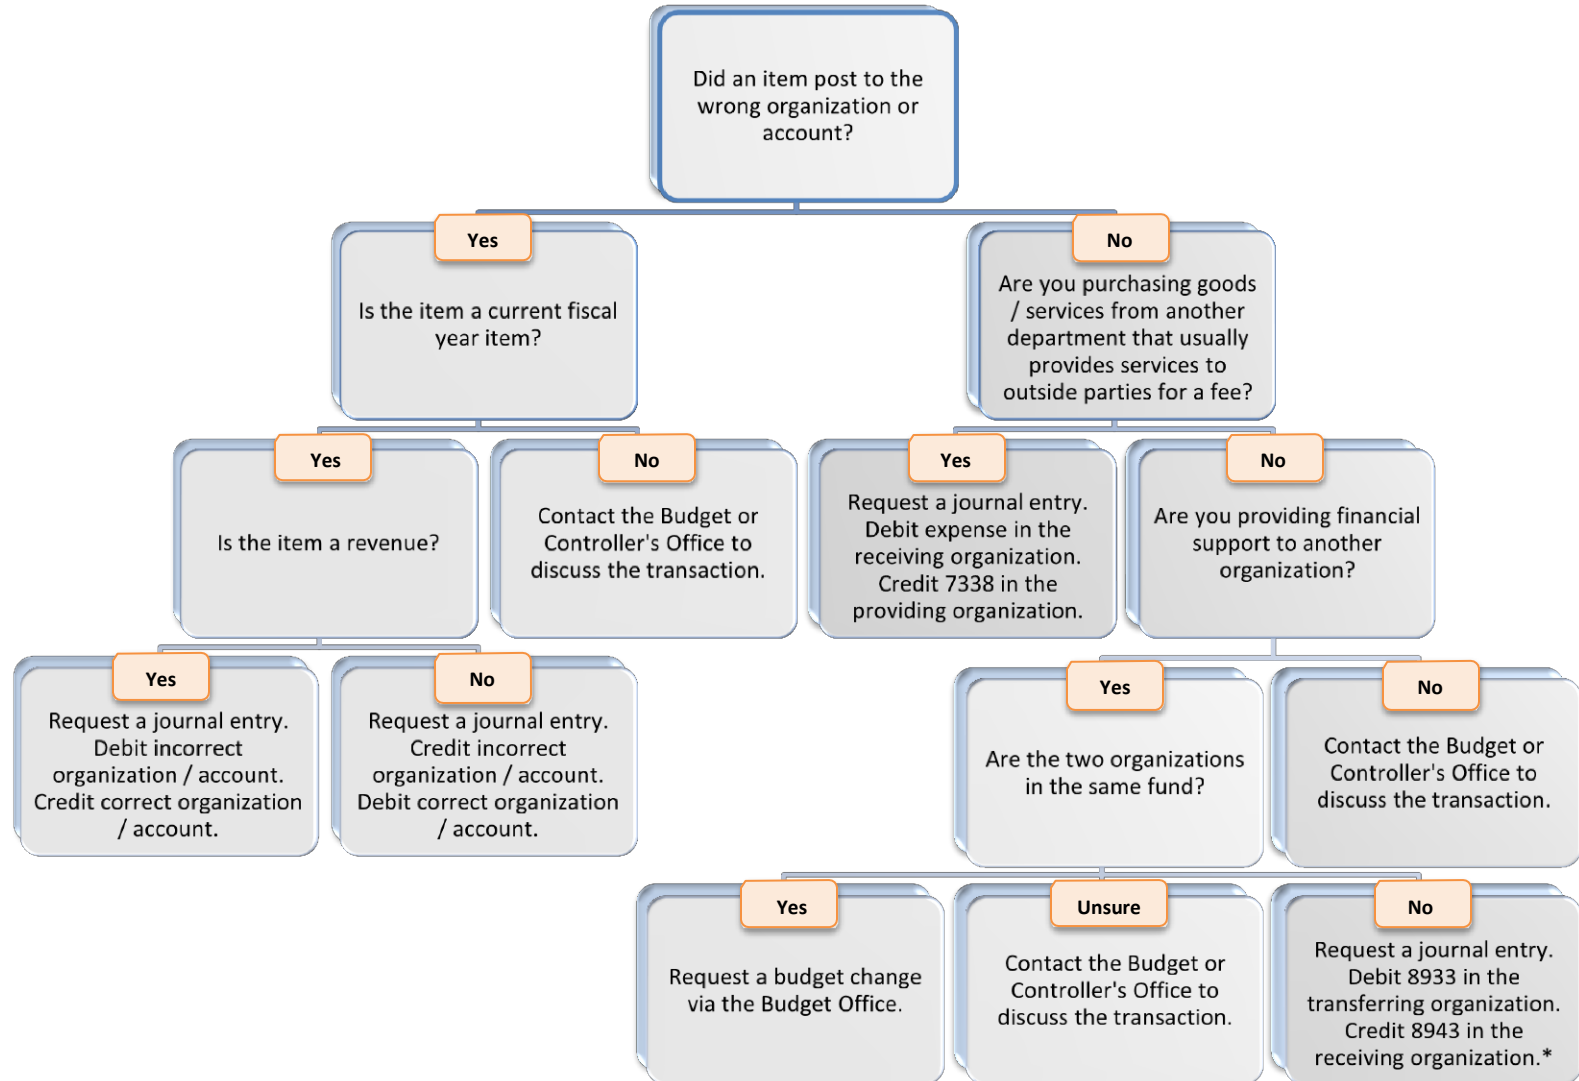 Did an item post to the
wrong organization or
account?
Yes
Is the item a current fiscal
year item?
No
Are you purchasing goods
/ services from another
department that usually
provides services to
outside parties for a fee?
Yes
Is the item a revenue?
No
Contact the Budget or
Controller's Office to
discuss the transaction.
Yes
Request a journal entry.
Debit expense in the
receiving organization.
Credit 7338 in the
providing organization.
No
Are you providing financial
support to another
organization?
Yes
Request a journal entry.
Debit incorrect
organization / account.
Credit correct organization
/ account.
No
Request a journal entry.
Credit incorrect
organization / account.
Debit correct organization
/ account.
Yes
Are the two organizations
in the same fund?
No
Contact the Budget or
Controller's Office to
discuss the transaction.
Yes
Request a budget change
via the Budget Office.
Unsure
Contact the Budget or
Controller's Office to
discuss the transaction.
No
Request a journal entry.
Debit 8933 in the
transferring organization.
Credit 8943 in the
receiving organization.*